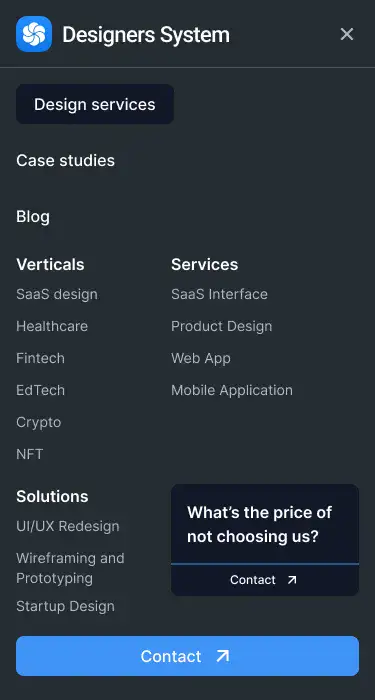 Designers System
Design services
Case studies
Blog
Verticals
SaaS design
Healthcare
Fintech
EdTech
Crypto
NFT
Services
SaaS Interface
Product Design
Web App
Mobile Application
Solutions
UI/UX Redesign
Wireframing and
Prototyping
Startup Design
What’s the price of
not choosing us?
Contact
Contact